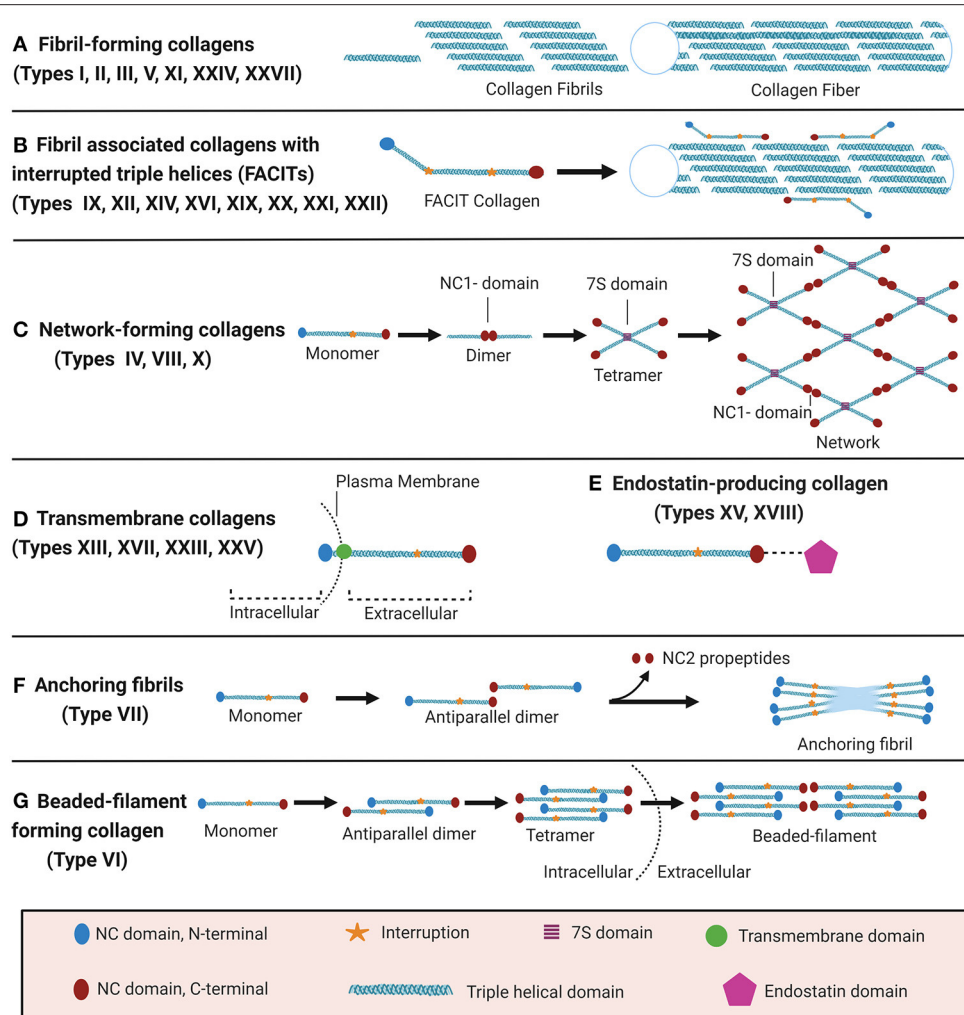 A Fibril-forming collagens
(Types I, II, III, V, XI, XXIV, XXVII)
Collagen Fibrils
Collagen Fiber
B Fibril associated collagens with
interrupted triple helices (FACITs)
(Types IX, XII, XIV, XVI, XIX, XX, XXI, XXII)
FACIT Collagen
C Network-forming collagens
(Types IV, VIII, X)
Monomer
NC1- domain
Dimer
7S domain
Tetramer
7S domain
NC1- domain
Network
D Transmembrane collagens
(Types XIII, XVII, XXIII, XXV)
Plasma Membrane
Intracellular
Extracellular
E Endostatin-producing collagen
(Types XV, XVIII)
F Anchoring fibrils
(Type VII)
Monomer
Antiparallel dimer
NC2 propeptides
Anchoring fibril
G Beaded-filament
forming collagen
(Type VI)
Monomer
Antiparallel dimer
Tetramer
Intracellular
Extracellular
Beaded-filament
NC domain, N-terminal
Interruption
7S domain
Transmembrane domain
NC domain, C-terminal
Triple helical domain
Endostatin domain